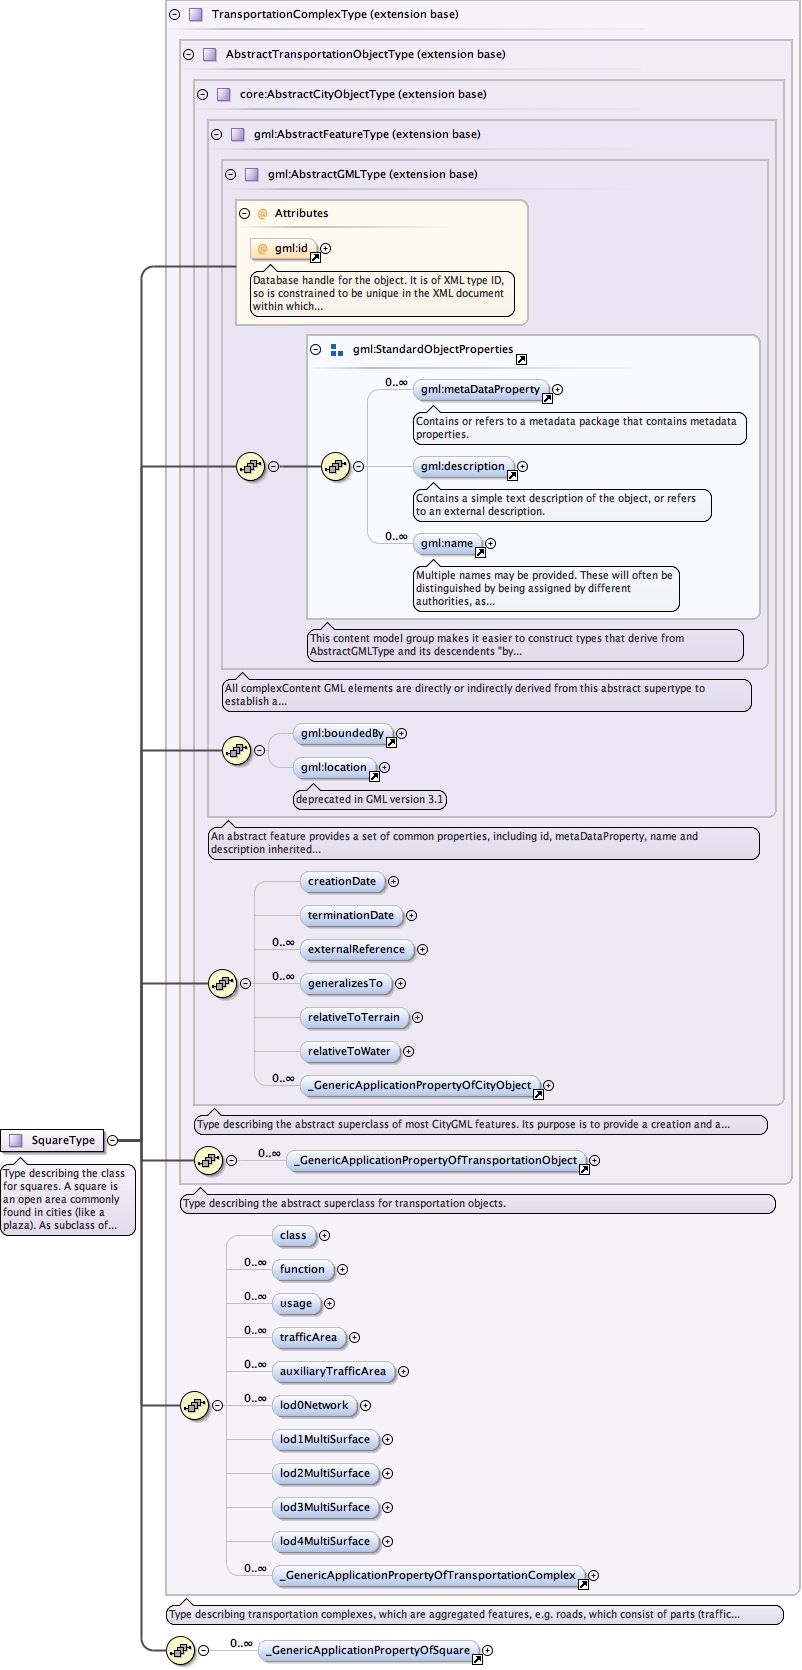 TransportationComplexType (extension base)
AbstractTransportationObjectType (extension base)
core:AbstractCityObjectType (extension base)
gml:AbstractFeatureType (extension base)
gml:AbstractGMLType (extension base)
@ Attributes
@ gml:id
Database handle for the object. It is of XML type ID,
so is constrained to be unique in the XML document
within which...
gml:StandardObjectProperties
0..∞
gml:metaDataProperty
Contains or refers to a metadata package that contains metadata
properties.
gml:description
Contains a simple text description of the object, or refers
to an external description.
0..∞
gml:name
Multiple names may be provided. These will often be
distinguished by being assigned by different
authorities, as...
This content model group makes it easier to construct types that derive from
AbstractGMLType and its descendents "by...
All complexContent GML elements are directly or indirectly derived from this abstract supertype to
establish a...
gml:boundedBy
gml:location
deprecated in GML version 3.1
An abstract feature provides a set of common properties, including id, metaDataProperty, name and
description inherited...
creationDate
terminationDate
0..∞
externalReference
0..∞
generalizesTo
relativeToTerrain
relativeToWater
0..∞
_GenericApplicationPropertyOfCityObject
Type describing the abstract superclass of most CityGML features. Its purpose is to provide a creation and a...
SquareType
Type describing the class
for squares. A square is
an open area commonly
found in cities (like a
plaza). As subclass of...
0..∞
_GenericApplicationPropertyOfTransportationObject
Type describing the abstract superclass for transportation objects.
class
0..∞
function
0..∞
usage
0..∞
trafficArea
0..∞
auxiliaryTrafficArea
0..∞
lod0Network
lod1MultiSurface
lod2MultiSurface
lod3MultiSurface
lod4MultiSurface
0..∞
_GenericApplicationPropertyOfTransportationComplex
Type describing transportation complexes, which are aggregated features, e.g. roads, which consist of parts (traffic...
0..∞
_GenericApplicationPropertyOfSquare